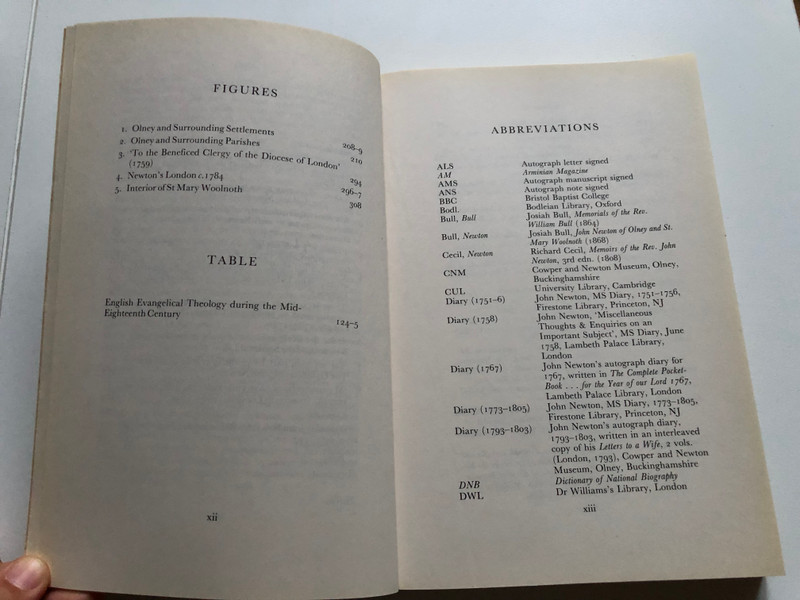 FIGURES
1. Olney and Surrounding Settlements 208–9
2. Olney and Surrounding Parishes 210
3. 'To the Beneficed Clergy of the Diocese of London'
(1759) 294
4. Newton's London c.1784 296–7
5. Interior of St Mary Woolnoth 308
TABLE
English Evangelical Theology during the Mid-
Eighteenth Century 124–5
xii
ABBREVIATIONS
ALS Autograph letter signed
AM Arminian Magazine
AMS Autograph manuscript signed
ANS Autograph note signed
BBC Bristol Baptist College
Bodl. Bodleian Library, Oxford
Bull, Bull Josiah Bull, Memorials of the Rev.
William Bull (1864)
Bull, Newton Josiah Bull, John Newton of Olney and St.
Mary Woolnoth (1868)
Cecil, Newton Richard Cecil, Memoirs of the Rev. John
Newton, 3rd edn. (1808)
CNM Cowper and Newton Museum, Olney,
Buckinghamshire
CUL University Library, Cambridge
Diary (1751–6) John Newton, MS Diary, 1751–1756,
Firestone Library, Princeton, NJ
Diary (1758) John Newton, 'Miscellaneous
Thoughts & Enquiries on an
Important Subject', MS Diary, June
1758, Lambeth Palace Library,
London
Diary (1767) John Newton's autograph diary for
1767, written in The Complete Pocket-
Book . . . for the Year of our Lord 1767,
Lambeth Palace Library, London
Diary (1773–1805) John Newton, MS Diary, 1773–1805,
Firestone Library, Princeton, NJ
Diary (1793–1803) John Newton's autograph diary,
1793–1803, written in an interleaved
copy of his Letters to a Wife, 2 vols.
(London, 1793), Cowper and Newton
Museum, Olney, Buckinghamshire
DNB Dictionary of National Biography
DWL Dr Williams's Library, London
xiii